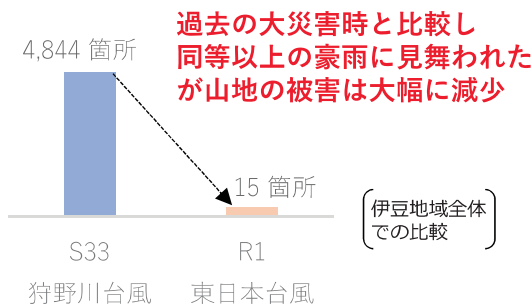 過去の大災害時と比較し
同等以上の豪雨に見舞われた
が山地の被害は大幅に減少
4,844 箇所
15 箇所
伊豆地域全体
での比較
S33
R1
狩野川台風
東日本台風